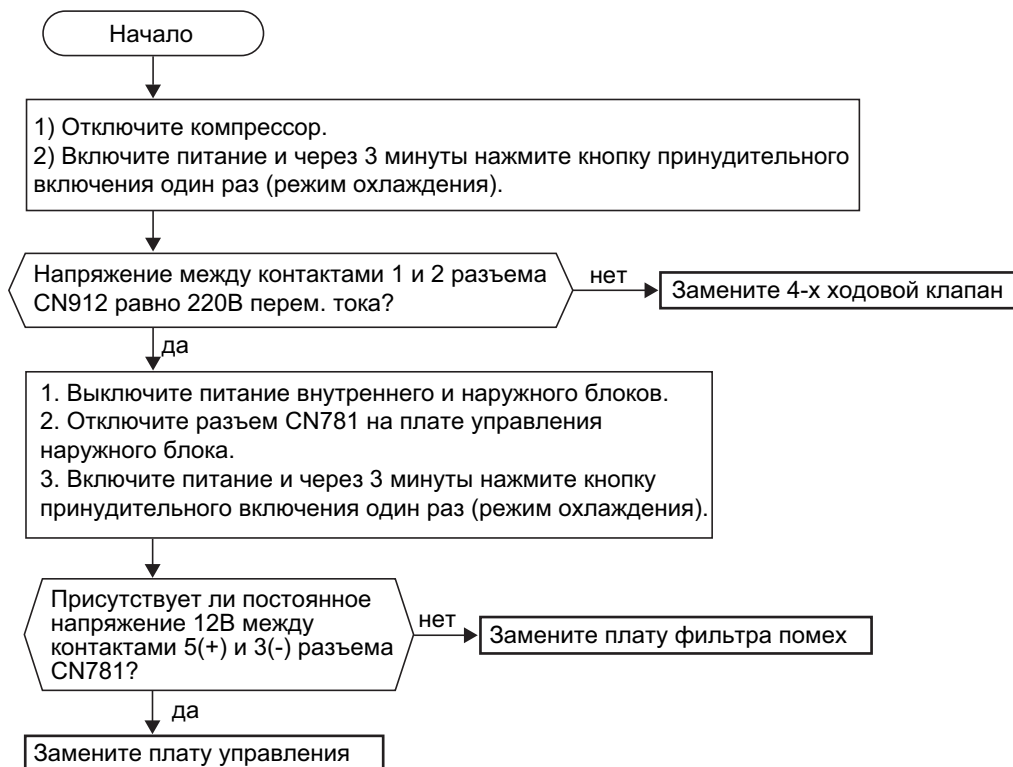 Начало
1) Отключите компрессор.
2) Включите питание и через 3 минуты нажмите кнопку принудительного
включения один раз (режим охлаждения).
Напряжение между контактами 1 и 2 разъема
CN912 равно 220В перем. тока?
нет
Замените 4-х ходовой клапан
да
1. Выключите питание внутреннего и наружного блоков.
2. Отключите разъем CN781 на плате управления
наружного блока.
3. Включите питание и через 3 минуты нажмите кнопку
принудительного включения один раз (режим охлаждения).
Присутствует ли постоянное
напряжение 12В между
контактами 5(+) и 3(-) разъема
CN781?
нет
Замените плату фильтра помех
да
Замените плату управления